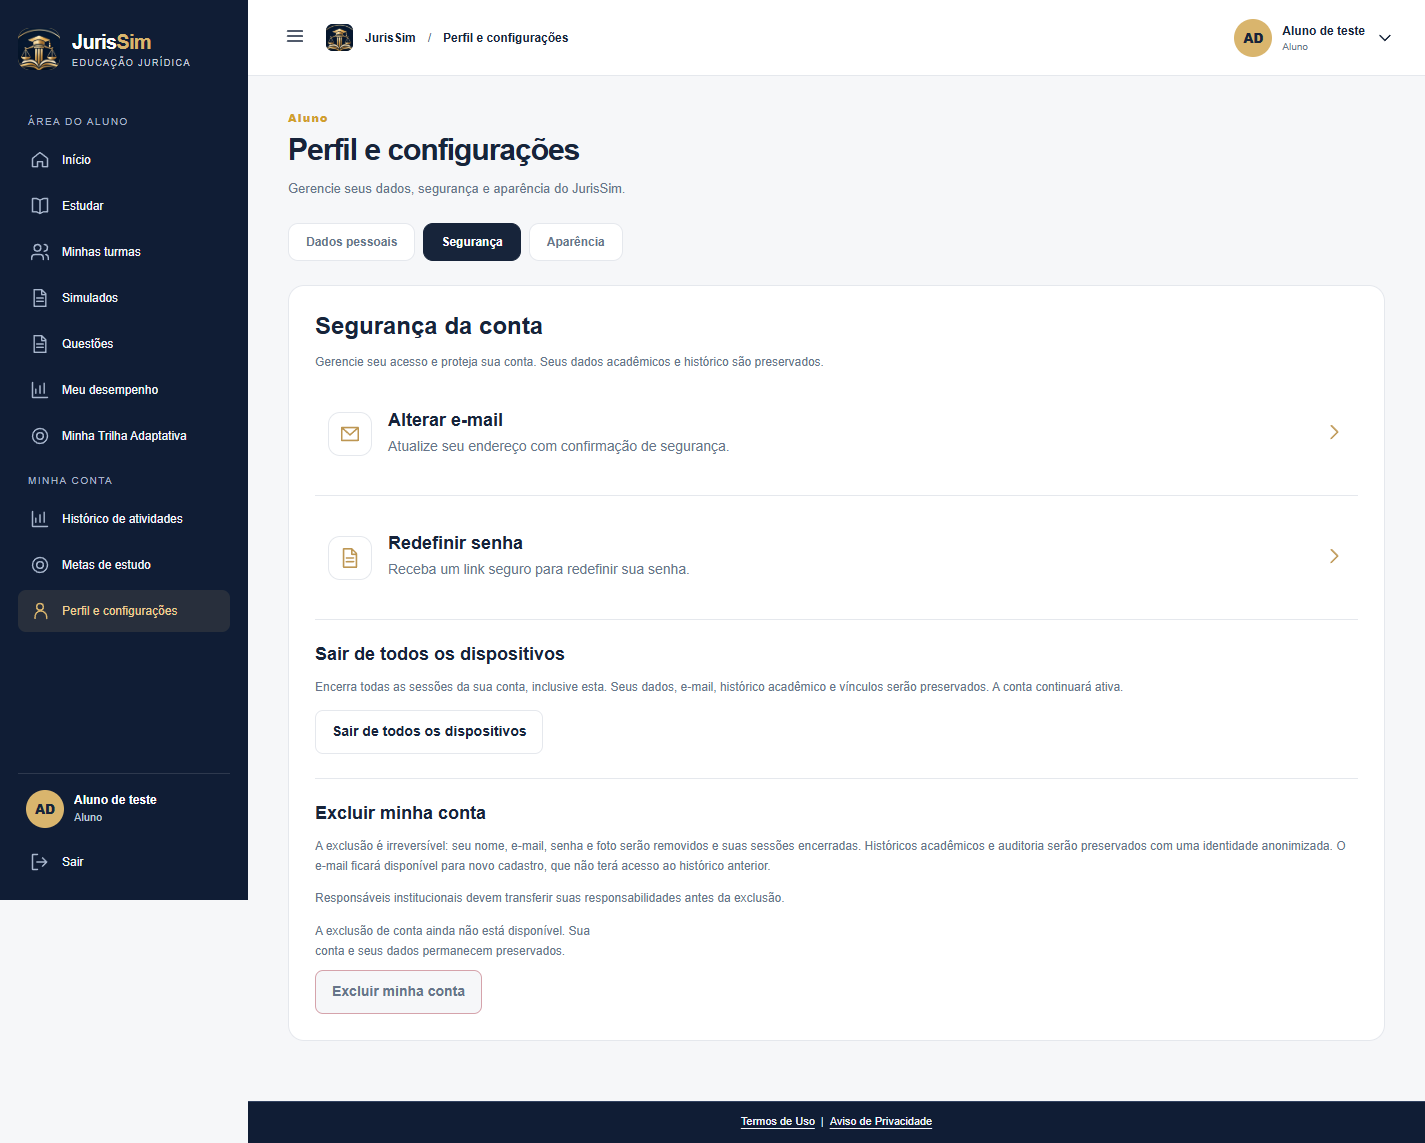 JurisSim
EDUCAÇÃO JURÍDICA
ÁREA DO ALUNO
Início
Estudar
Minhas turmas
Simulados
Questões
Meu desempenho
Minha Trilha Adaptativa
MINHA CONTA
Histórico de atividades
Metas de estudo
Perfil e configurações
AD
Aluno de teste
Aluno
Sair
JurisSim / Perfil e configurações
AD
Aluno de teste
Aluno
Aluno
Perfil e configurações
Gerencie seus dados, segurança e aparência do JurisSim.
Dados pessoais
Segurança
Aparência
Segurança da conta
Gerencie seu acesso e proteja sua conta. Seus dados acadêmicos e histórico são preservados.
Alterar e-mail
Atualize seu endereço com confirmação de segurança.
Redefinir senha
Receba um link seguro para redefinir sua senha.
Sair de todos os dispositivos
Encerra todas as sessões da sua conta, inclusive esta. Seus dados, e-mail, histórico acadêmico e vínculos serão preservados. A conta continuará ativa.
Sair de todos os dispositivos
Excluir minha conta
A exclusão é irreversível: seu nome, e-mail, senha e foto serão removidos e suas sessões encerradas. Históricos acadêmicos e auditoria serão preservados com uma identidade anonimizada. O
e-mail ficará disponível para novo cadastro, que não terá acesso ao histórico anterior.
Responsáveis institucionais devem transferir suas responsabilidades antes da exclusão.
A exclusão de conta ainda não está disponível. Sua
conta e seus dados permanecem preservados.
Excluir minha conta
Termos de Uso | Aviso de Privacidade